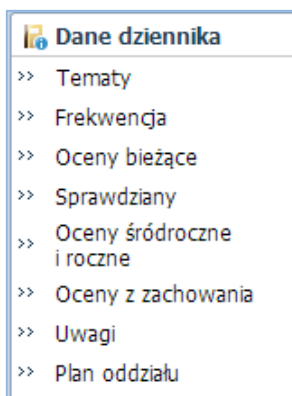 Dane dziennika
>> Tematy
>> Frekwencja
>> Oceny bieżące
>> Sprawdziany
>> Oceny śródroczne
i roczne
>> Oceny z zachowania
>> Uwagi
>> Plan oddziału